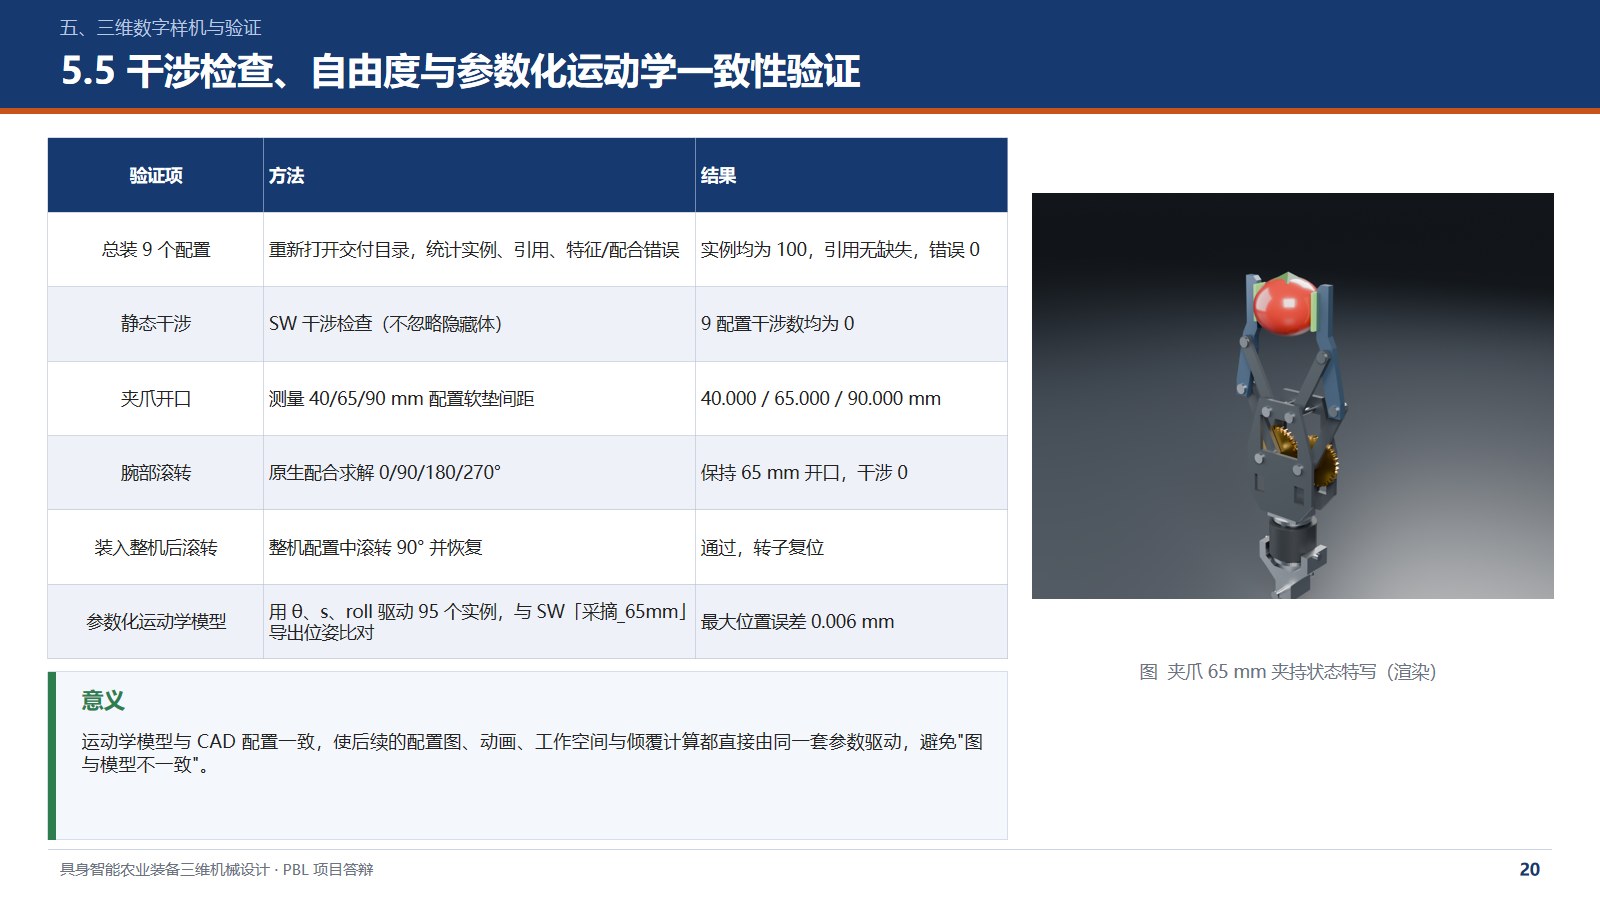 五、三维数字样机与验证
5.5 干涉检查、自由度与参数化运动学一致性验证
验证项 方法 结果
总装 9 个配置 重新打开交付目录，统计实例、引用、特征/配合错误 实例均为 100，引用无缺失，错误 0
静态干涉 SW 干涉检查（不忽略隐藏体） 9 配置干涉数均为 0
夹爪开口 测量 40/65/90 mm 配置软垫间距 40.000 / 65.000 / 90.000 mm
腕部滚转 原生配合求解 0/90/180/270° 保持 65 mm 开口，干涉 0
装入整机后滚转 整机配置中滚转 90° 并恢复 通过，转子复位
参数化运动学模型 用 θ、s、roll 驱动 95 个实例，与 SW「采摘_65mm」
导出位姿比对 最大位置误差 0.006 mm
意义
运动学模型与 CAD 配置一致，使后续的配置图、动画、工作空间与倾覆计算都直接由同一套参数驱动，避免"图
与模型不一致"。
图 夹爪 65 mm 夹持状态特写（渲染）
具身智能农业装备三维机械设计 · PBL 项目答辩
20